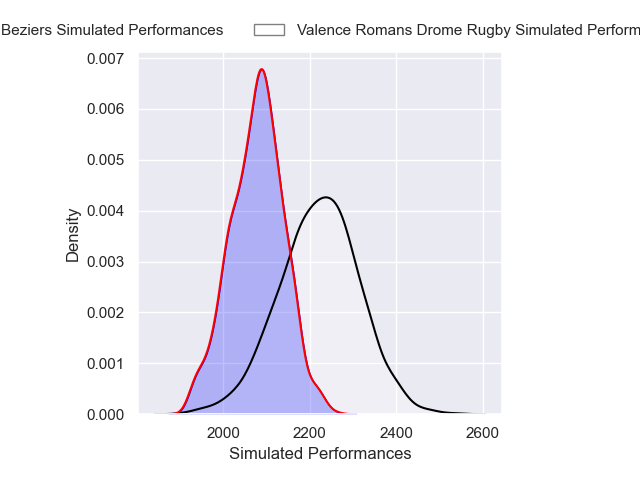 Beziers Simulated Performances Valence Romans Drome Rugby Simulated Perform
0.007
0.006
0.005
0.004
0.003
0.002
0.001
0.000
Density
2000 2200 2400 2600
Simulated Performances